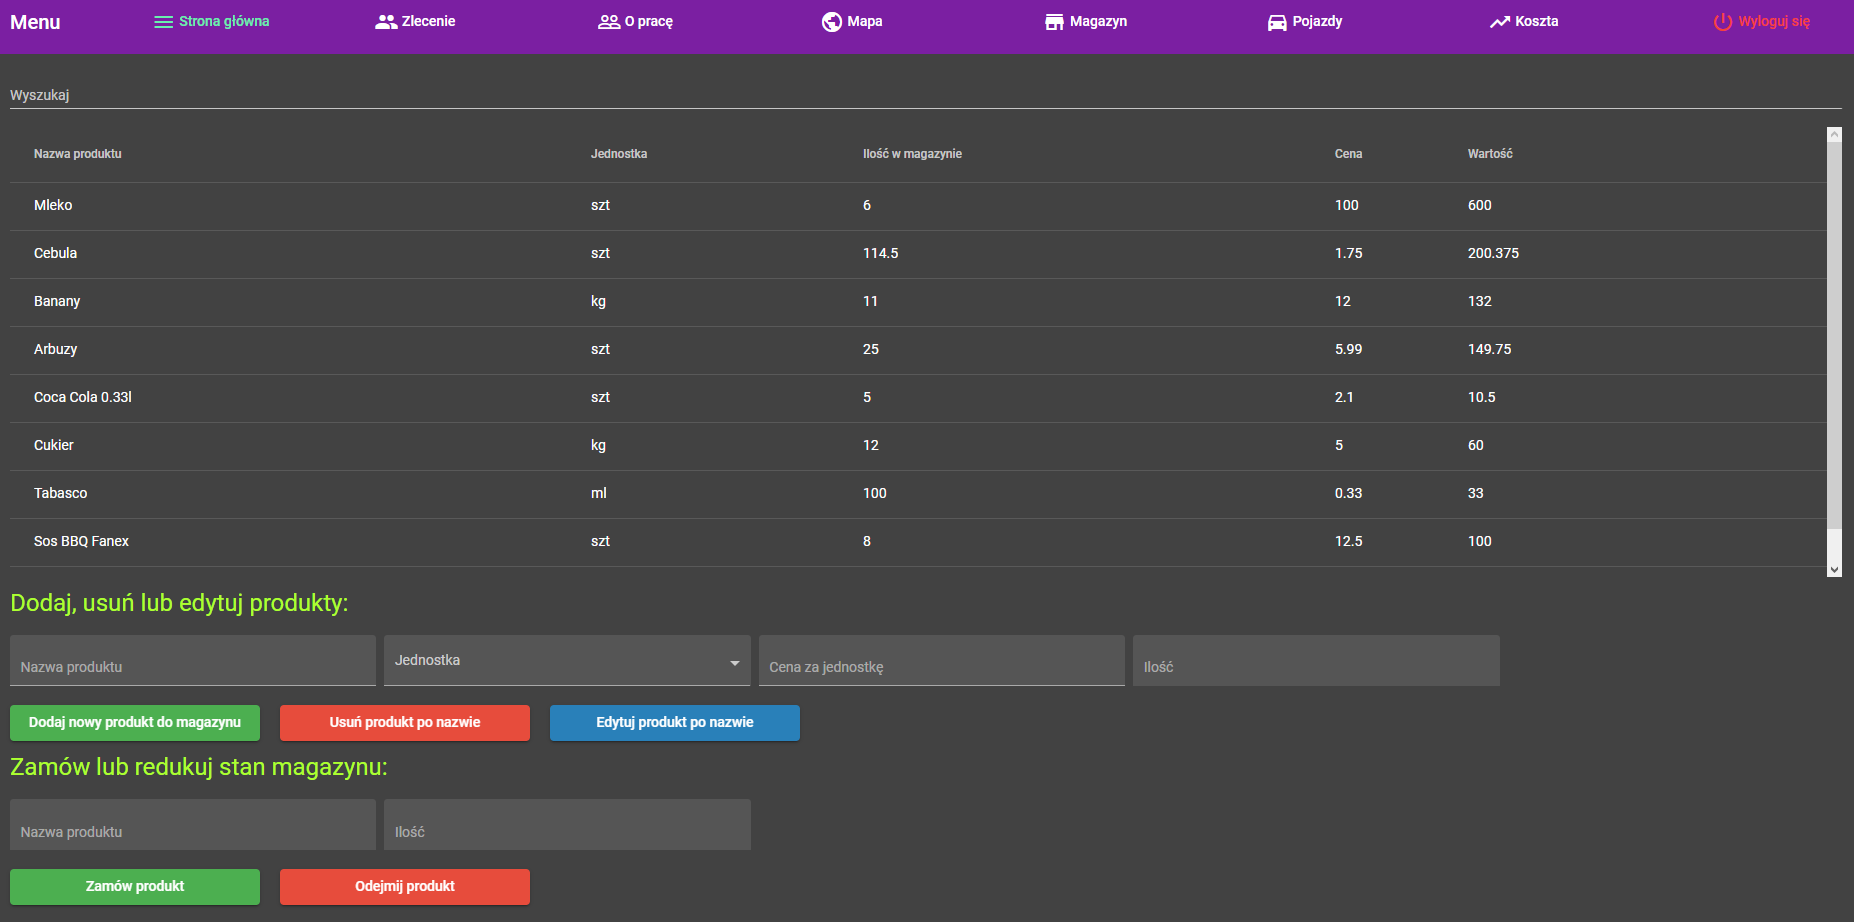 Menu Strona główna Zlecenie O pracę Mapa Magazyn Pojazdy Koszta Wyloguj się
Wyszukaj
Nazwa produktu Jednostka Ilość w magazynie Cena Wartość
Mleko szt 6 100 600
Cebula szt 114.5 1.75 200.375
Banany kg 11 12 132
Arbuzy szt 25 5.99 149.75
Coca Cola 0.33l szt 5 2.1 10.5
Cukier kg 12 5 60
Tabasco ml 100 0.33 33
Sos BBQ Fanex szt 8 12.5 100
Dodaj, usuń lub edytuj produkty:
Nazwa produktu Jednostka Cena za jednostkę Ilość
Dodaj nowy produkt do magazynu Usuń produkt po nazwie Edytuj produkt po nazwie
Zamów lub redukuj stan magazynu:
Nazwa produktu Ilość
Zamów produkt Odejmij produkt